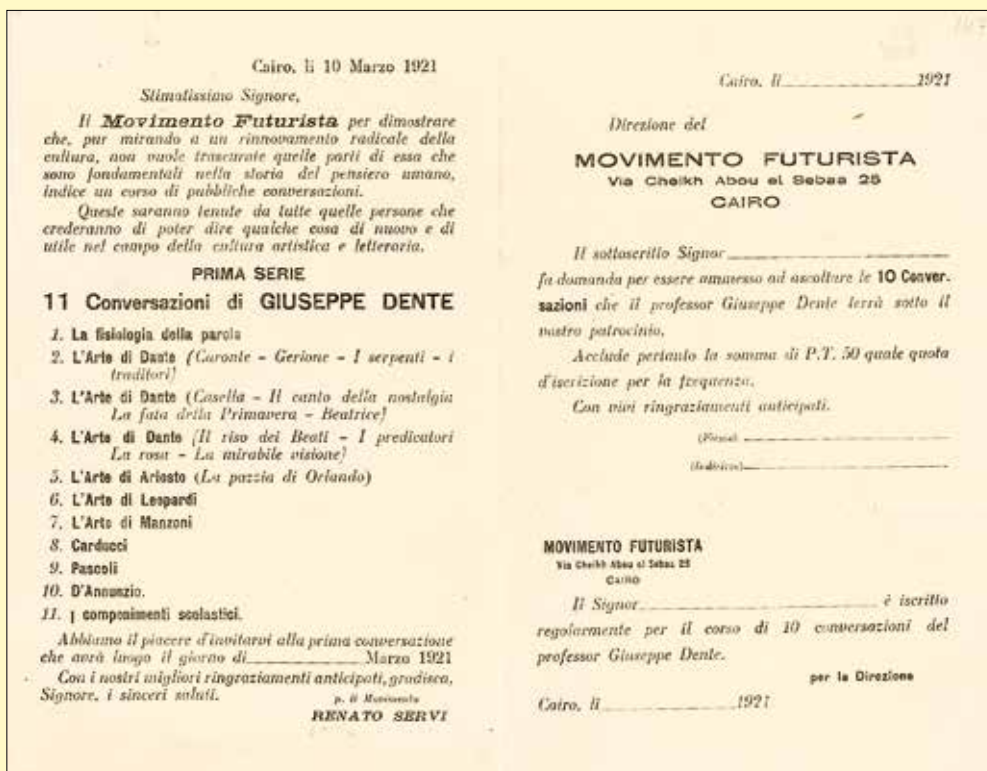 Cairo, li 10 Marzo 1921
Stimatissimo Signore,
Il Movimento Futurista per dimostrare
che, pur mirando a un rinnovamento radicale della
cultura, non vuole trascurate quelle parti di essa che
sono fondamentali nella storia del pensiero umano,
indice un corso di pubbliche conversazioni.
Queste saranno tenute da tutte quelle persone che
crederanno di poter dire qualche cosa di nuovo e di
utile nel campo della cultura artistica e letteraria.
PRIMA SERIE
11 Conversazioni di GIUSEPPE DENTE
1. La fisiologia della parola
2. L'Arte di Dante (Caronte - Gerione - I serpenti - i
traditori)
3. L'Arte di Dante (Casella - Il canto della nostalgia
La fata della Primavera - Beatrice)
4. L'Arte di Dante (Il riso dei Beati - I predicatori
La rosa - La mirabile visione)
5. L'Arte di Ariosto (La pazzia di Orlando)
6. L'Arte di Leopardi
7. L'Arte di Manzoni
8. Carducci
9. Pascoli
10. D'Annunzio.
11. I componimenti scolastici.
Abbiamo il piacere d'invitarvi alla prima conversazione
che avrà luogo il giorno di Marzo 1921
Con i nostri migliori ringraziamenti anticipati, gradisca,
Signore, i sinceri saluti.
p. il Movimento
RENATO SERVI
Cairo, li 1921
Direzione del
MOVIMENTO FUTURISTA
Via Cheikh Abou el Sebaa 25
CAIRO
Il sottoscritto Signor
fa domanda per essere ammesso ad ascoltare le 10 Conver-
sazioni che il professor Giuseppe Dente terrà sotto il
vostro patrocinio.
Acclude pertanto la somma di P.T. 50 quale quota
d'iscrizione per la frequenza.
Con vivi ringraziamenti anticipati.
(Firma)
(Indirizzo)
MOVIMENTO FUTURISTA
Via Cheikh Abou el Sebaa 25
CAIRO
Il Signor è iscritto
regolarmente per il corso di 10 conversazioni del
professor Giuseppe Dente.
per la Direzione
Cairo, li 1921